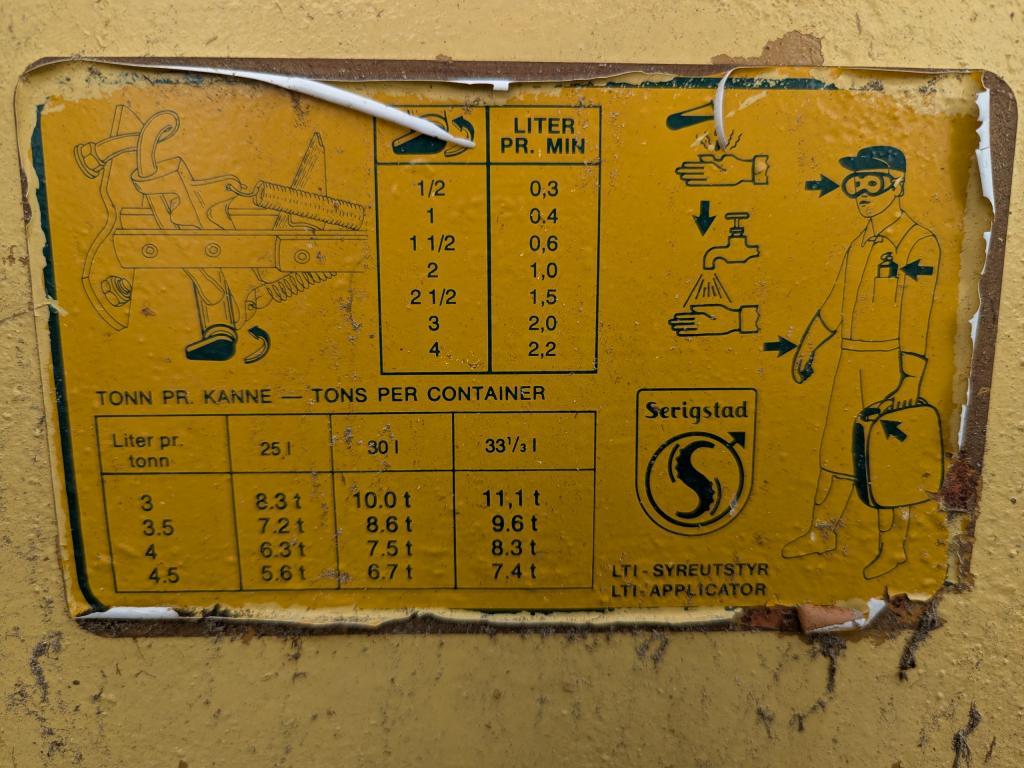 LITER
PR. MIN
1/2 0,3
1 0.4
1 1/2 0,6
2 1,0
2 1/2 1,5
3 2,0
4 2,2
TONN PR. KANNE — TONS PER CONTAINER
Liter pr. tonn 25 l 30 l 33 1/3 l
3 8.3 t 10.0 t 11,1 t
3.5 7.2 t 8.6 t 9.6 t
4 6.3 t 7.5 t 8.3 t
4.5 5.6 t 6.7 t 7.4 t
Serigstad
S
LTI - SYREUTSTYR
LTI - APPLICATOR